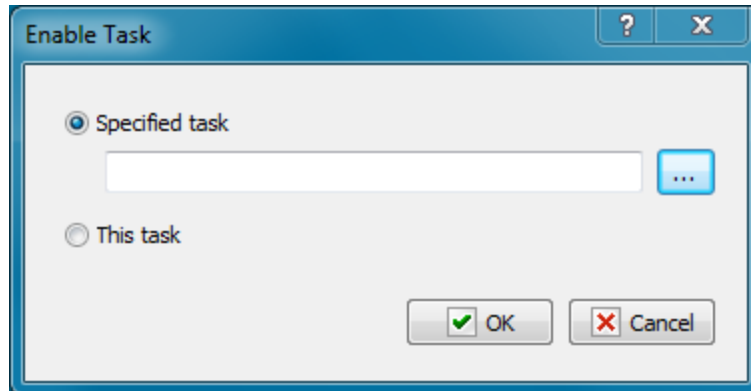 Enable Task
?
X
Specified task
...
This task
OK
Cancel